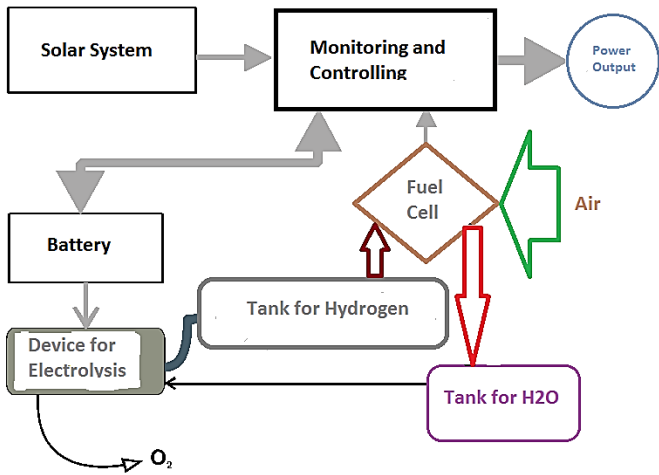 Solar System
Monitoring and
Controlling
Power
Output
Fuel
Cell
Air
Battery
Tank for Hydrogen
Device for
Electrolysis
Tank for H2O
O₂